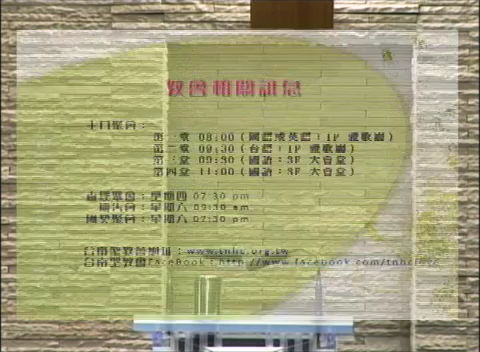 教會相關訊息
主日聚會：
第一堂 08:00（國語或英語：1F 雅歌廳）
第二堂 09:30（台語：1F 雅歌廳）
第三堂 09:30（國語：3F 大會堂）
第四堂 11:00（國語：3F 大會堂）
星期四 07:30 pm
禱告會：星期六 09:30 am
聚會：星期六 07:30 pm
台南聖教會網址：www.tnhc.org.tw
台南聖教會FaceBook：http://www.facebook.com/tnhc